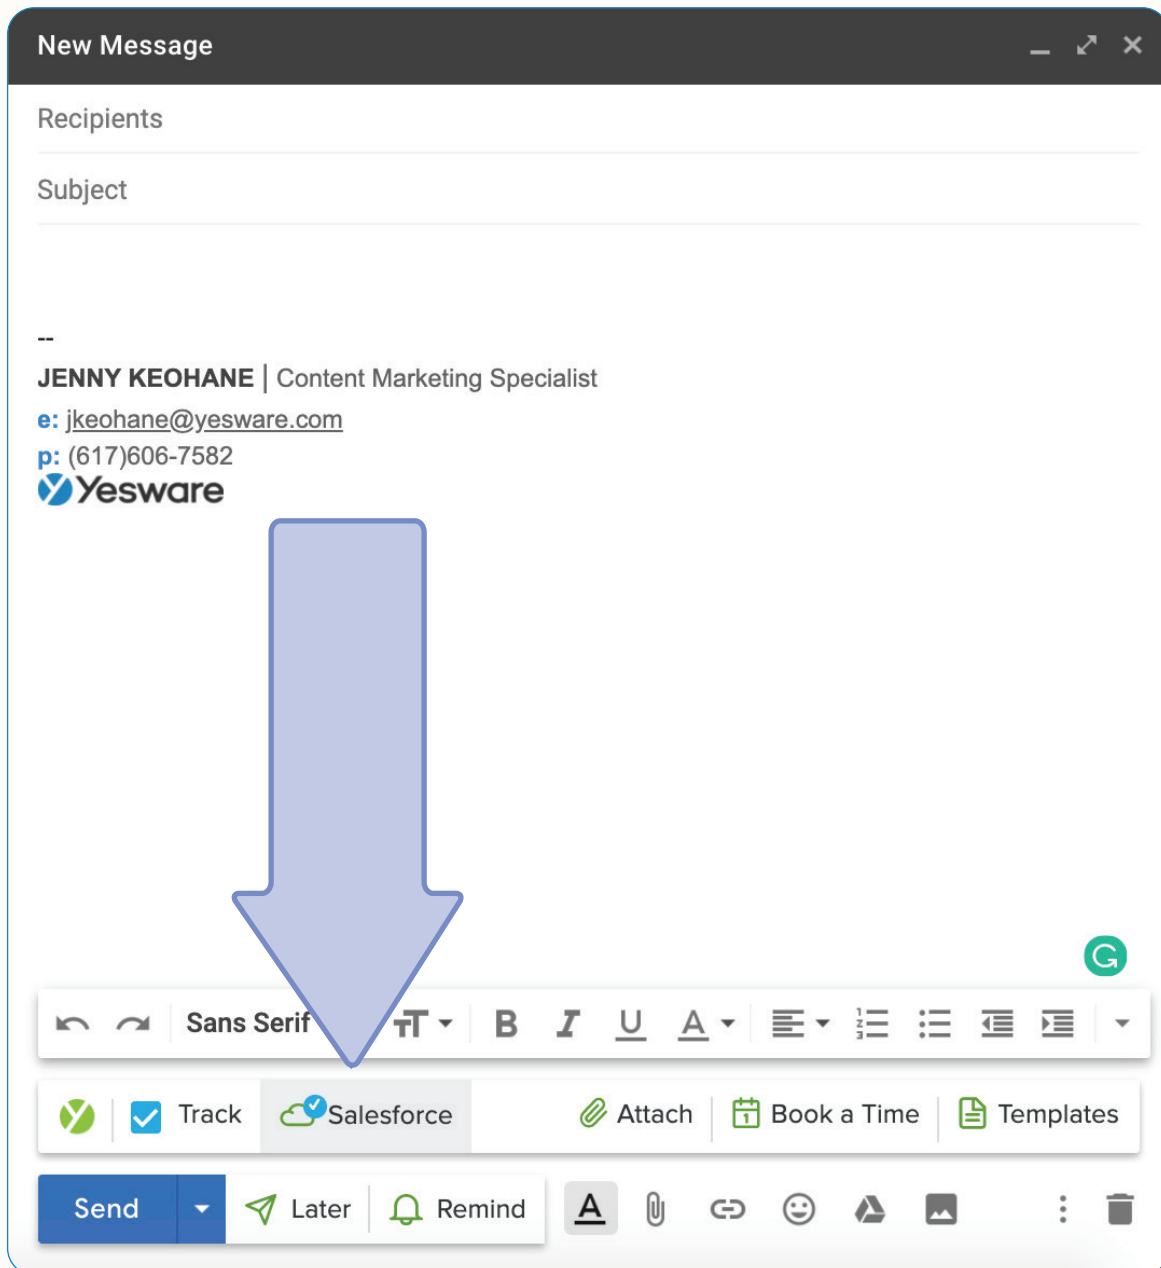 New Message
Recipients
Subject
--
JENNY KEOHANE | Content Marketing Specialist
e: jkeohane@yesware.com
p: (617)606-7582
Yesware
Sans Serif
Track Salesforce Attach Book a Time Templates
Send Later Remind